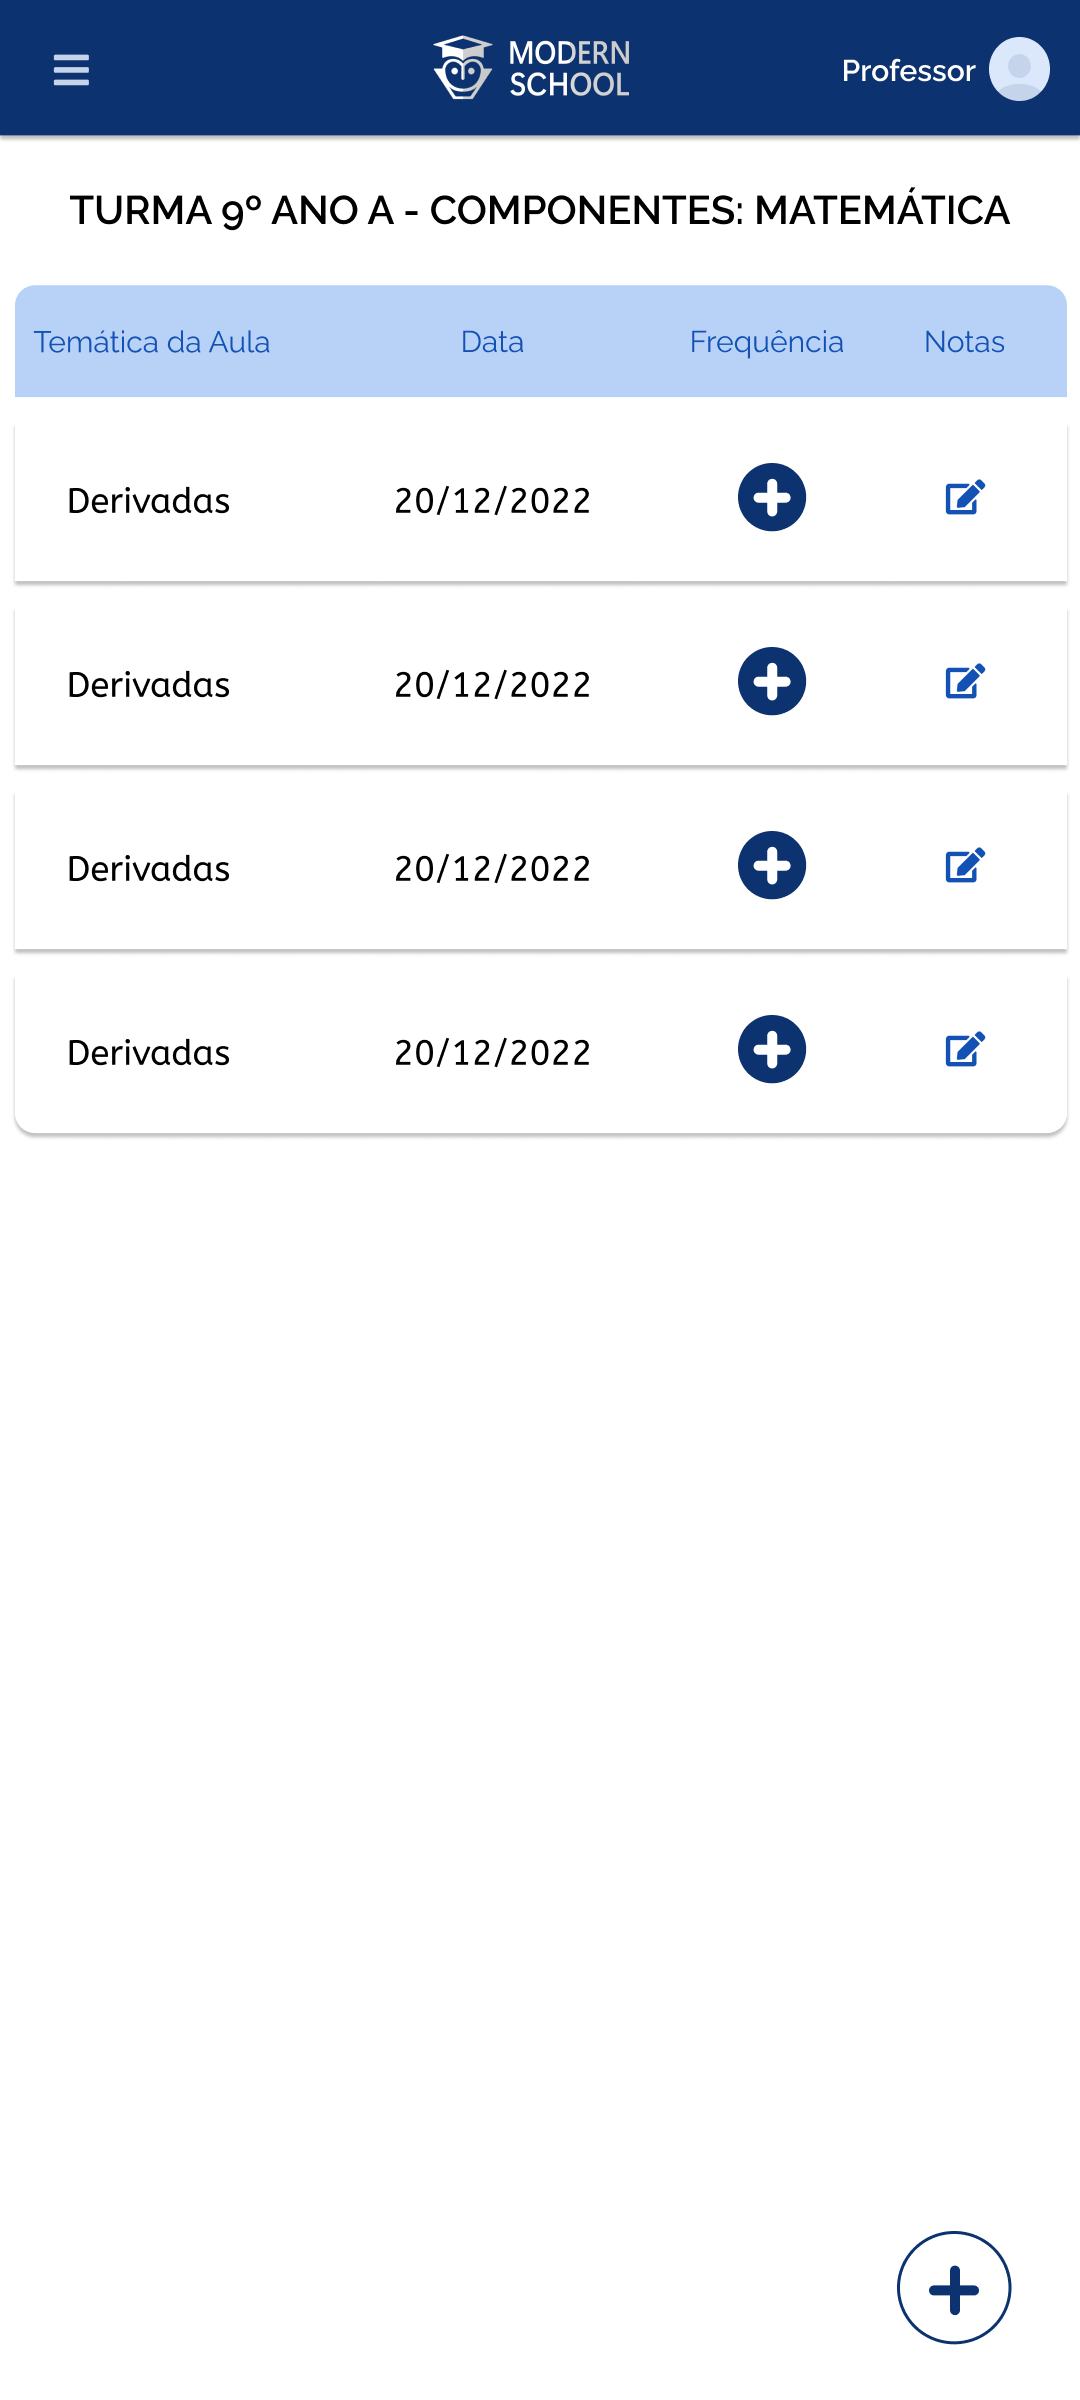 MODERN
SCHOOL
Professor
TURMA 9º ANO A - COMPONENTES: MATEMÁTICA
Temática da Aula Data Frequência Notas
Derivadas 20/12/2022
Derivadas 20/12/2022
Derivadas 20/12/2022
Derivadas 20/12/2022